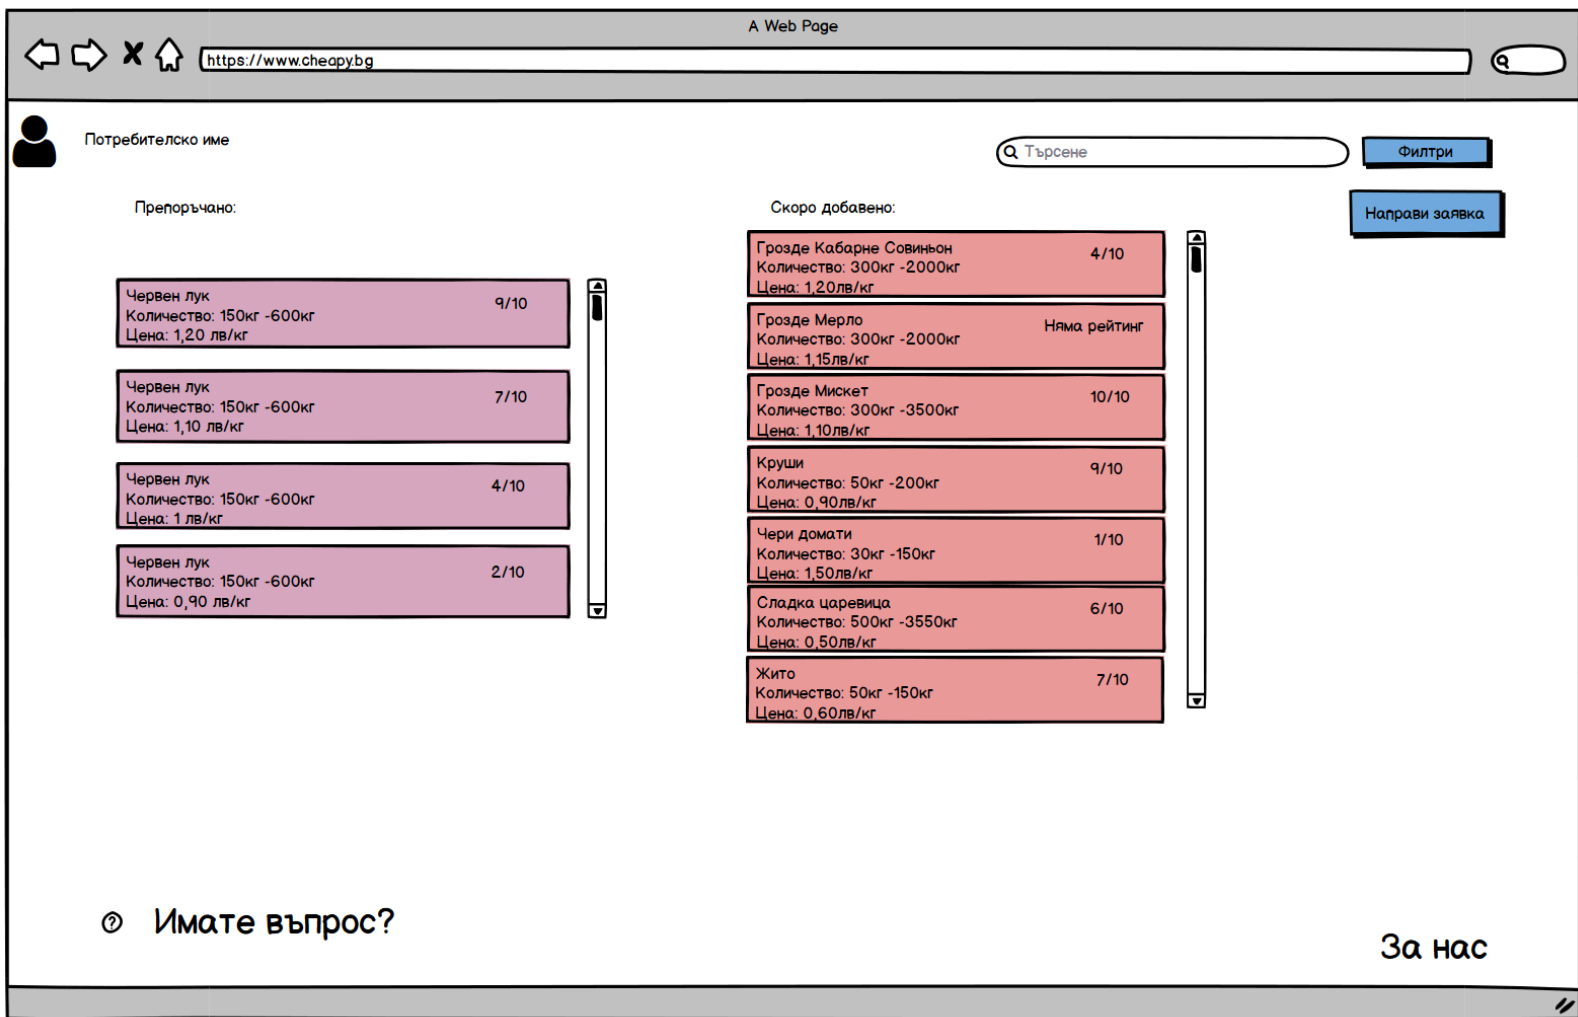 A Web Page
https://www.cheapy.bg
Потребителско име
Търсене
Филтри
Направи заявка
Препоръчано:
Червен лук
9/10
Количество: 150кг -600кг
Цена: 1,20 лв/кг
Червен лук
7/10
Количество: 150кг -600кг
Цена: 1,10 лв/кг
Червен лук
4/10
Количество: 150кг -600кг
Цена: 1 лв/кг
Червен лук
2/10
Количество: 150кг -600кг
Цена: 0,90 лв/кг
Скоро добавено:
Грозде Кабарне Совиньон
4/10
Количество: 300кг -2000кг
Цена: 1,20лв/кг
Грозде Мерло
Няма рейтинг
Количество: 300кг -2000кг
Цена: 1,15лв/кг
Грозде Мискет
10/10
Количество: 300кг -3500кг
Цена: 1,10лв/кг
Круши
9/10
Количество: 50кг -200кг
Цена: 0,90лв/кг
Чери домати
1/10
Количество: 30кг -150кг
Цена: 1,50лв/кг
Сладка царевица
6/10
Количество: 500кг -3550кг
Цена: 0,50лв/кг
Жито
7/10
Количество: 50кг -150кг
Цена: 0,60лв/кг
Имате въпрос?
За нас